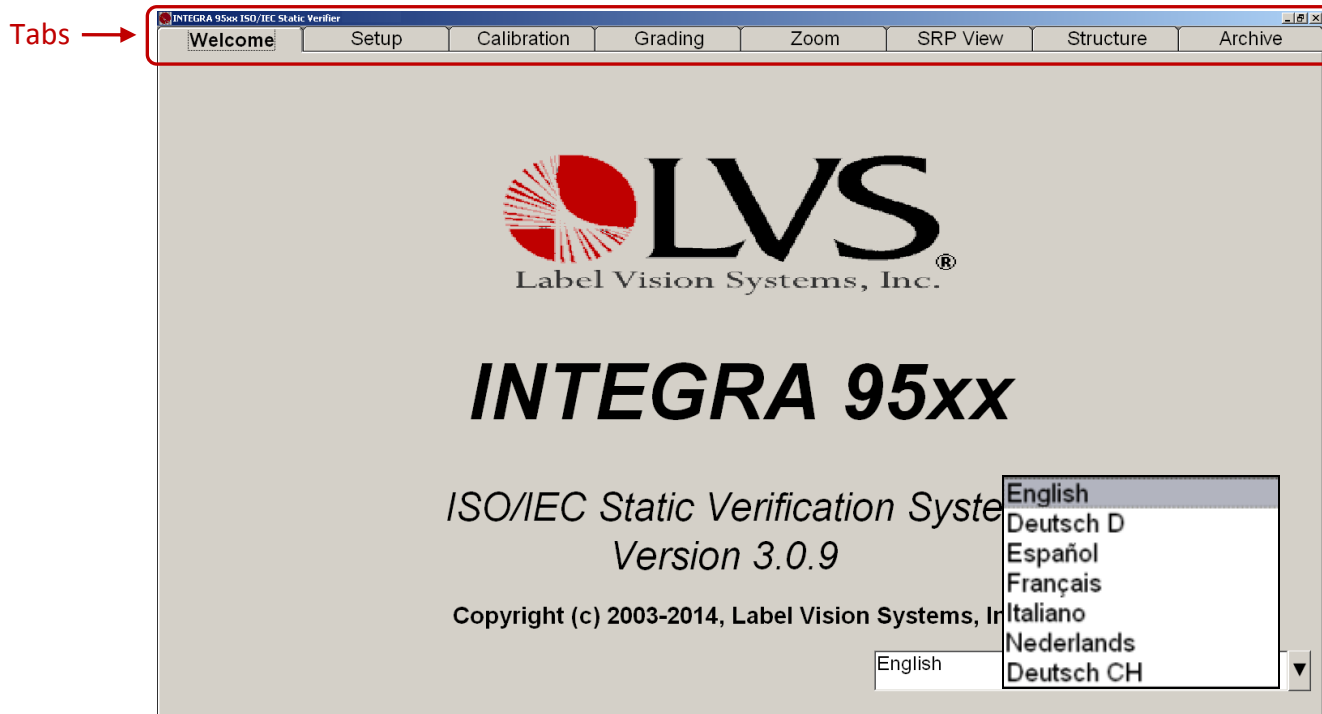 INTEGRA 95xx ISO/IEC Static Verifier
Tabs
Welcome Setup Calibration Grading Zoom SRP View Structure Archive
LVS®
Label Vision Systems, Inc.
INTEGRA 95xx
ISO/IEC Static Verification Syste
Version 3.0.9
Copyright (c) 2003-2014, Label Vision Systems, In
English
Deutsch D
Español
Français
Italiano
Nederlands
Deutsch CH
English